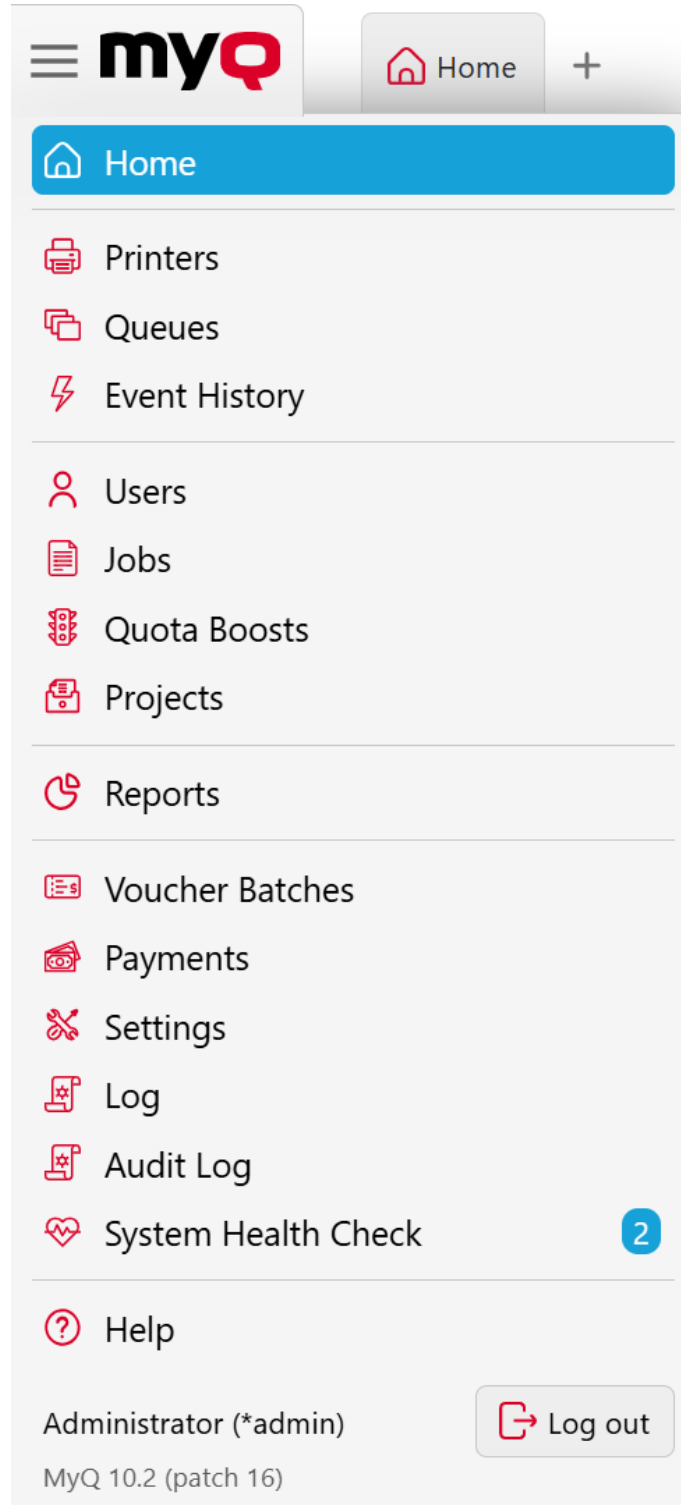 myQ
Home
Home
Printers
Queues
Event History
Users
Jobs
Quota Boosts
Projects
Reports
Voucher Batches
Payments
Settings
Log
Audit Log
System Health Check 2
Help
Administrator (*admin) Log out
MyQ 10.2 (patch 16)